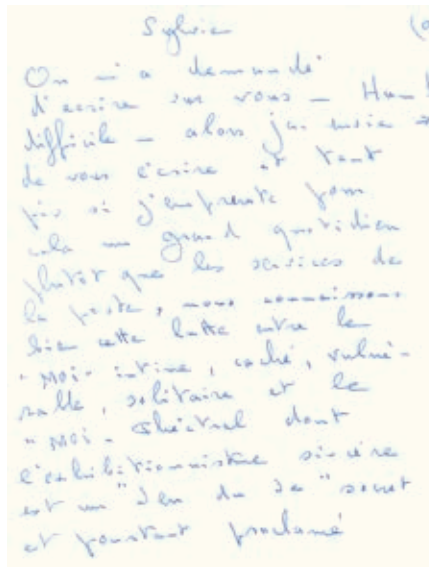 Sylvie
On m'a demandé
d'écrire sur vous — Hum!
difficile — alors j'ai envie
de vous écrire et tant
pis si j'emprunte pour
cela un grand quotidien
plutôt que les services de
la poste, nous connaissons
bien cette lutte entre le
"Moi" intime, caché, vulné-
rable, solitaire et le
"Moi" théâtral dont
l'exhibitionnisme sincère
est un "Jeu du Je" secret
et pourtant proclamé